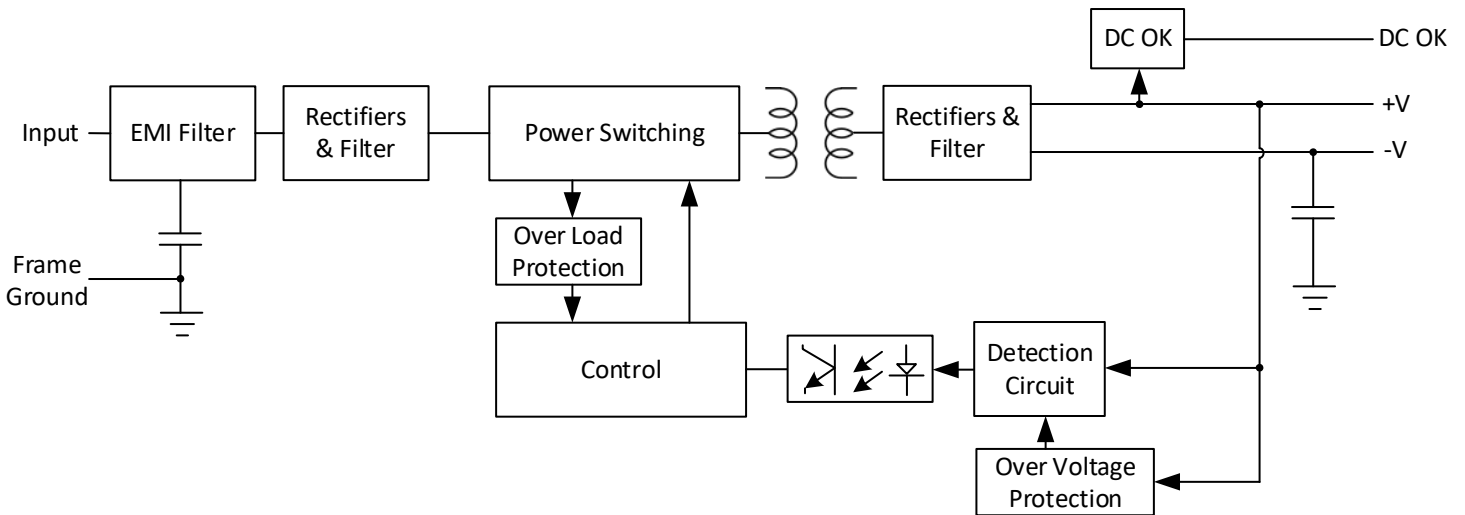 DC OK
DC OK
Input
EMI Filter
Rectifiers
& Filter
Power Switching
Rectifiers &
Filter
+V
-V
Over Load
Protection
Frame
Ground
Control
Detection
Circuit
Over Voltage
Protection